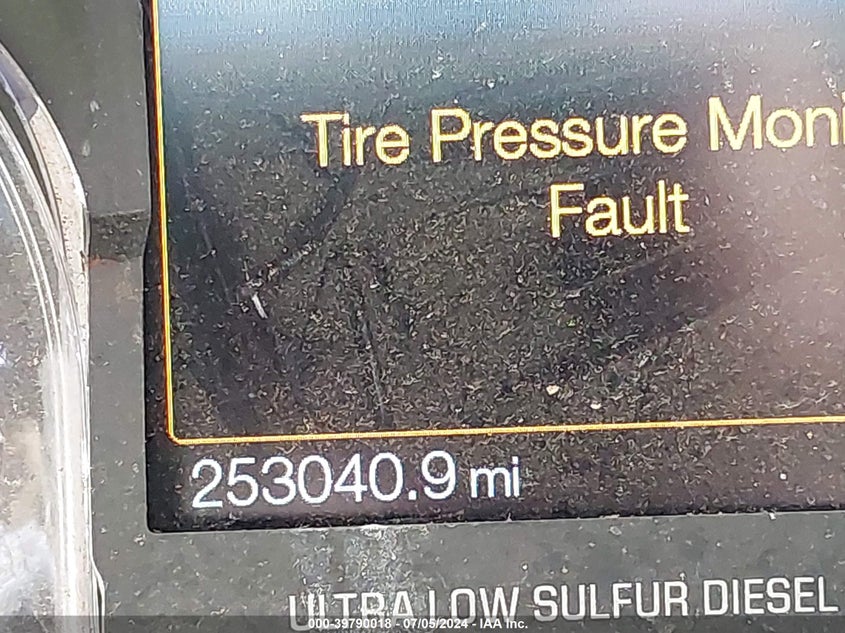 Tire Pressure Moni
Fault
253040.9 mi
ULTRA LOW SULFUR DIESEL
000-39790018 - 07/05/2024 - IAA Inc.